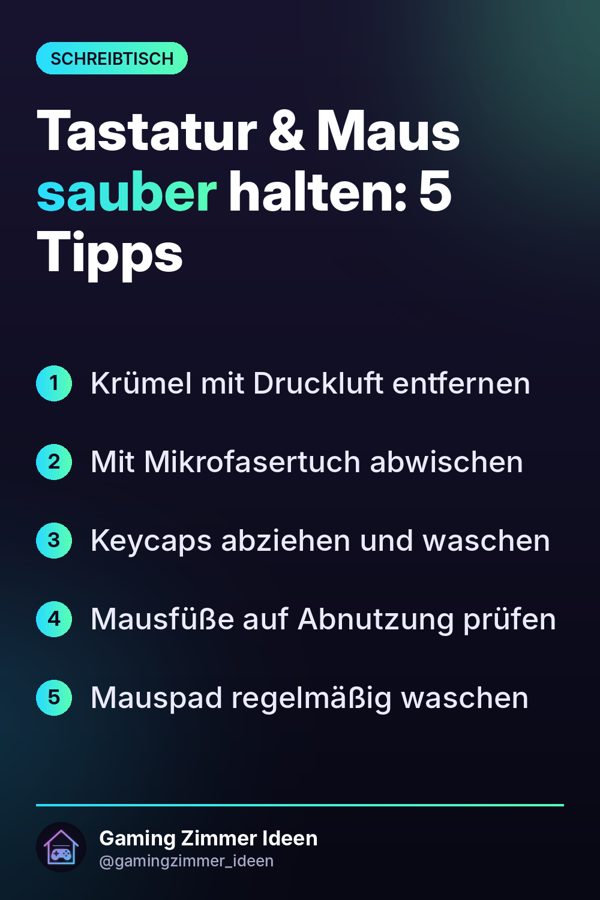 SCHREIBTISCH
Tastatur & Maus
sauber halten: 5
Tipps
1 Krümel mit Druckluft entfernen
2 Mit Mikrofasertuch abwischen
3 Keycaps abziehen und waschen
4 Mausfüße auf Abnutzung prüfen
5 Mauspad regelmäßig waschen
Gaming Zimmer Ideen
@gamingzimmer_ideen